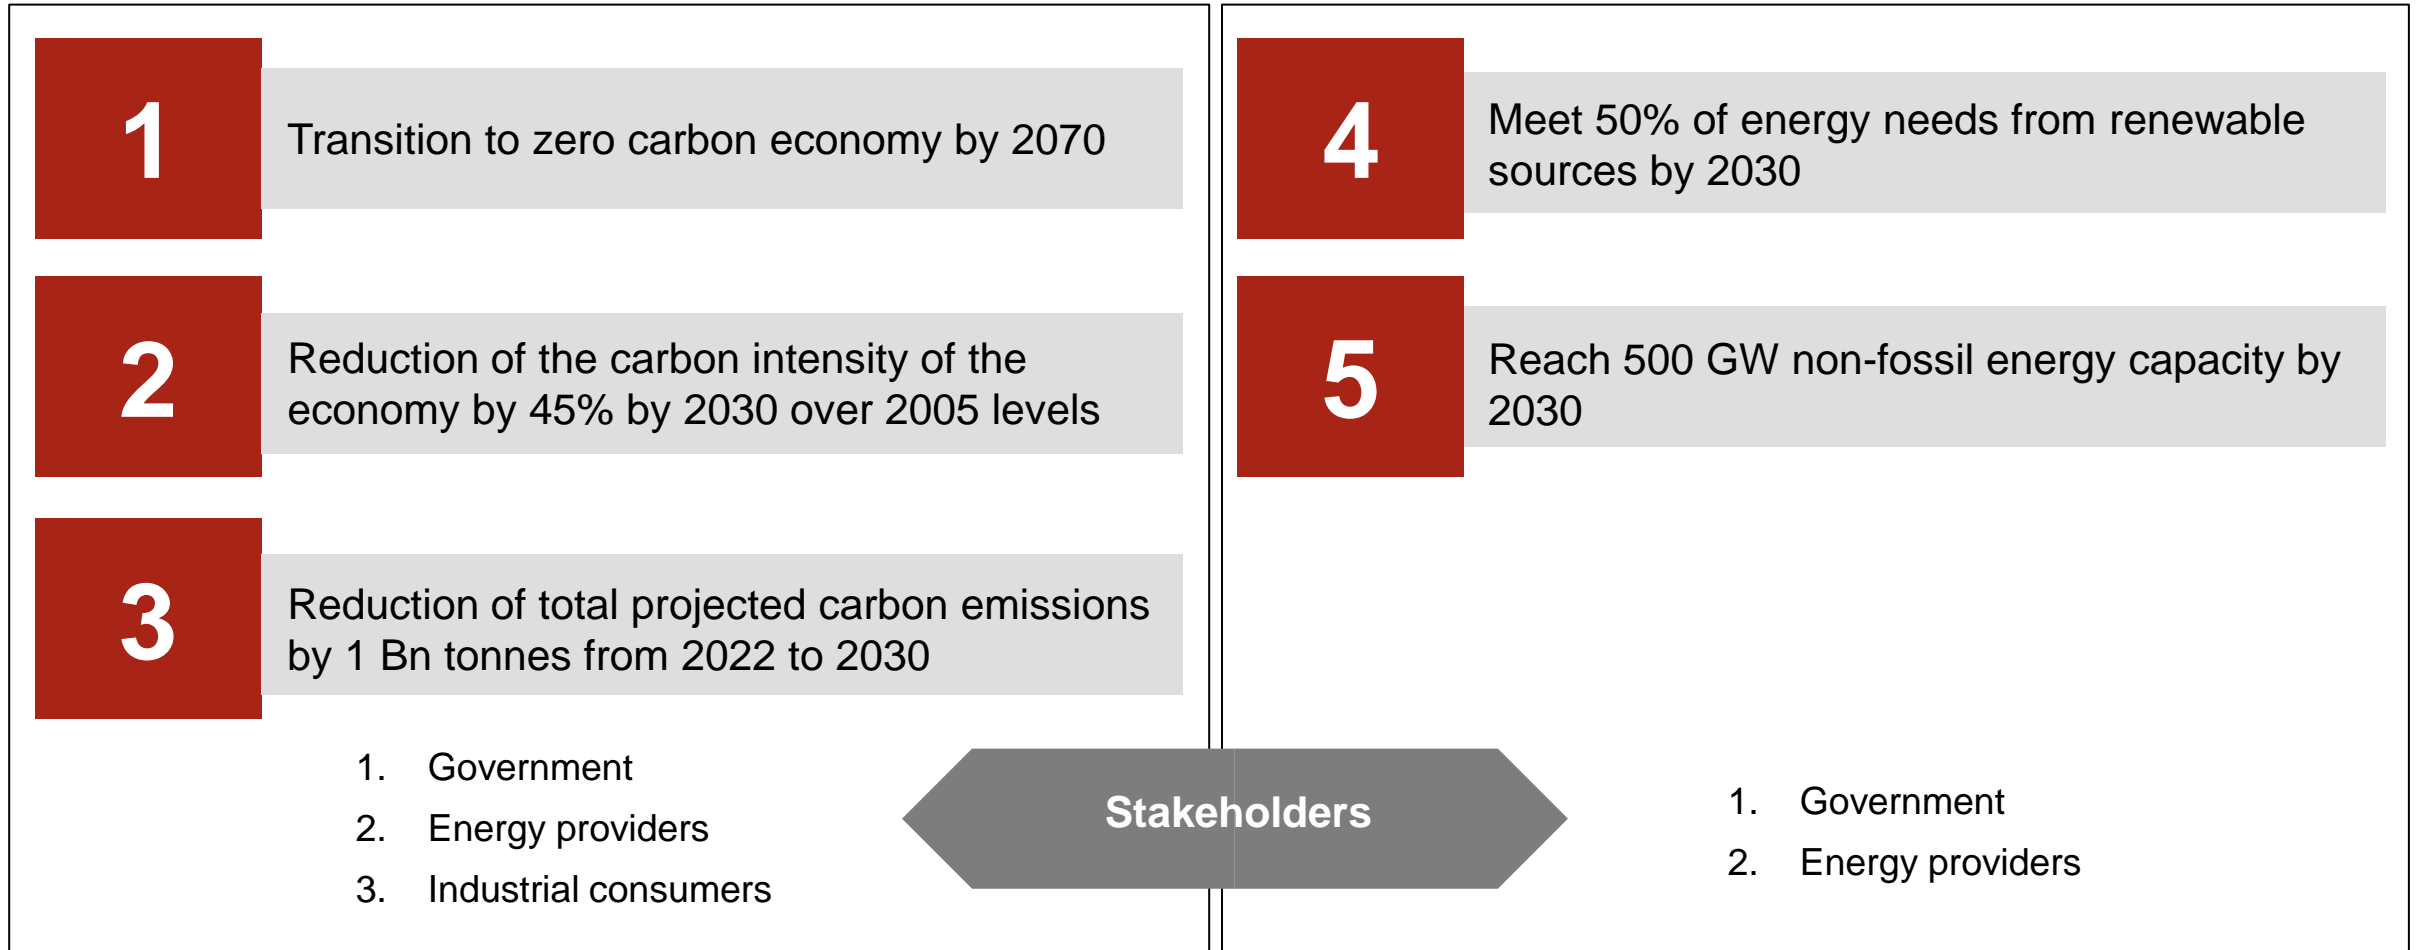 1
Transition to zero carbon economy by 2070
2
Reduction of the carbon intensity of the
economy by 45% by 2030 over 2005 levels
3
Reduction of total projected carbon emissions
by 1 Bn tonnes from 2022 to 2030
1. Government
2. Energy providers
3. Industrial consumers
Stakeholders
4
Meet 50% of energy needs from renewable
sources by 2030
5
Reach 500 GW non-fossil energy capacity by
2030
1. Government
2. Energy providers